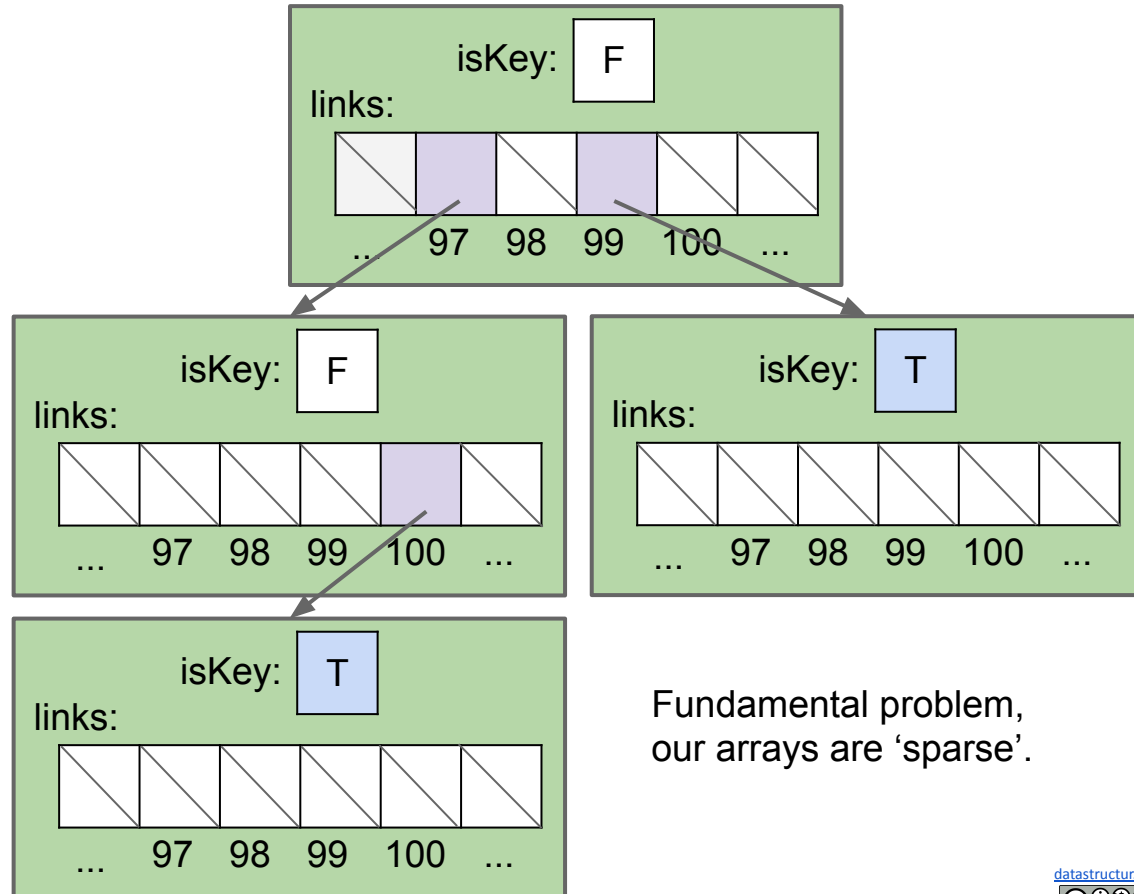 isKey: F
links:
... 97 98 99 100 ...
isKey: F
links:
... 97 98 99 100 ...
isKey: T
links:
... 97 98 99 100 ...
isKey: T
links:
... 97 98 99 100 ...
Fundamental problem,
our arrays are ‘sparse’.